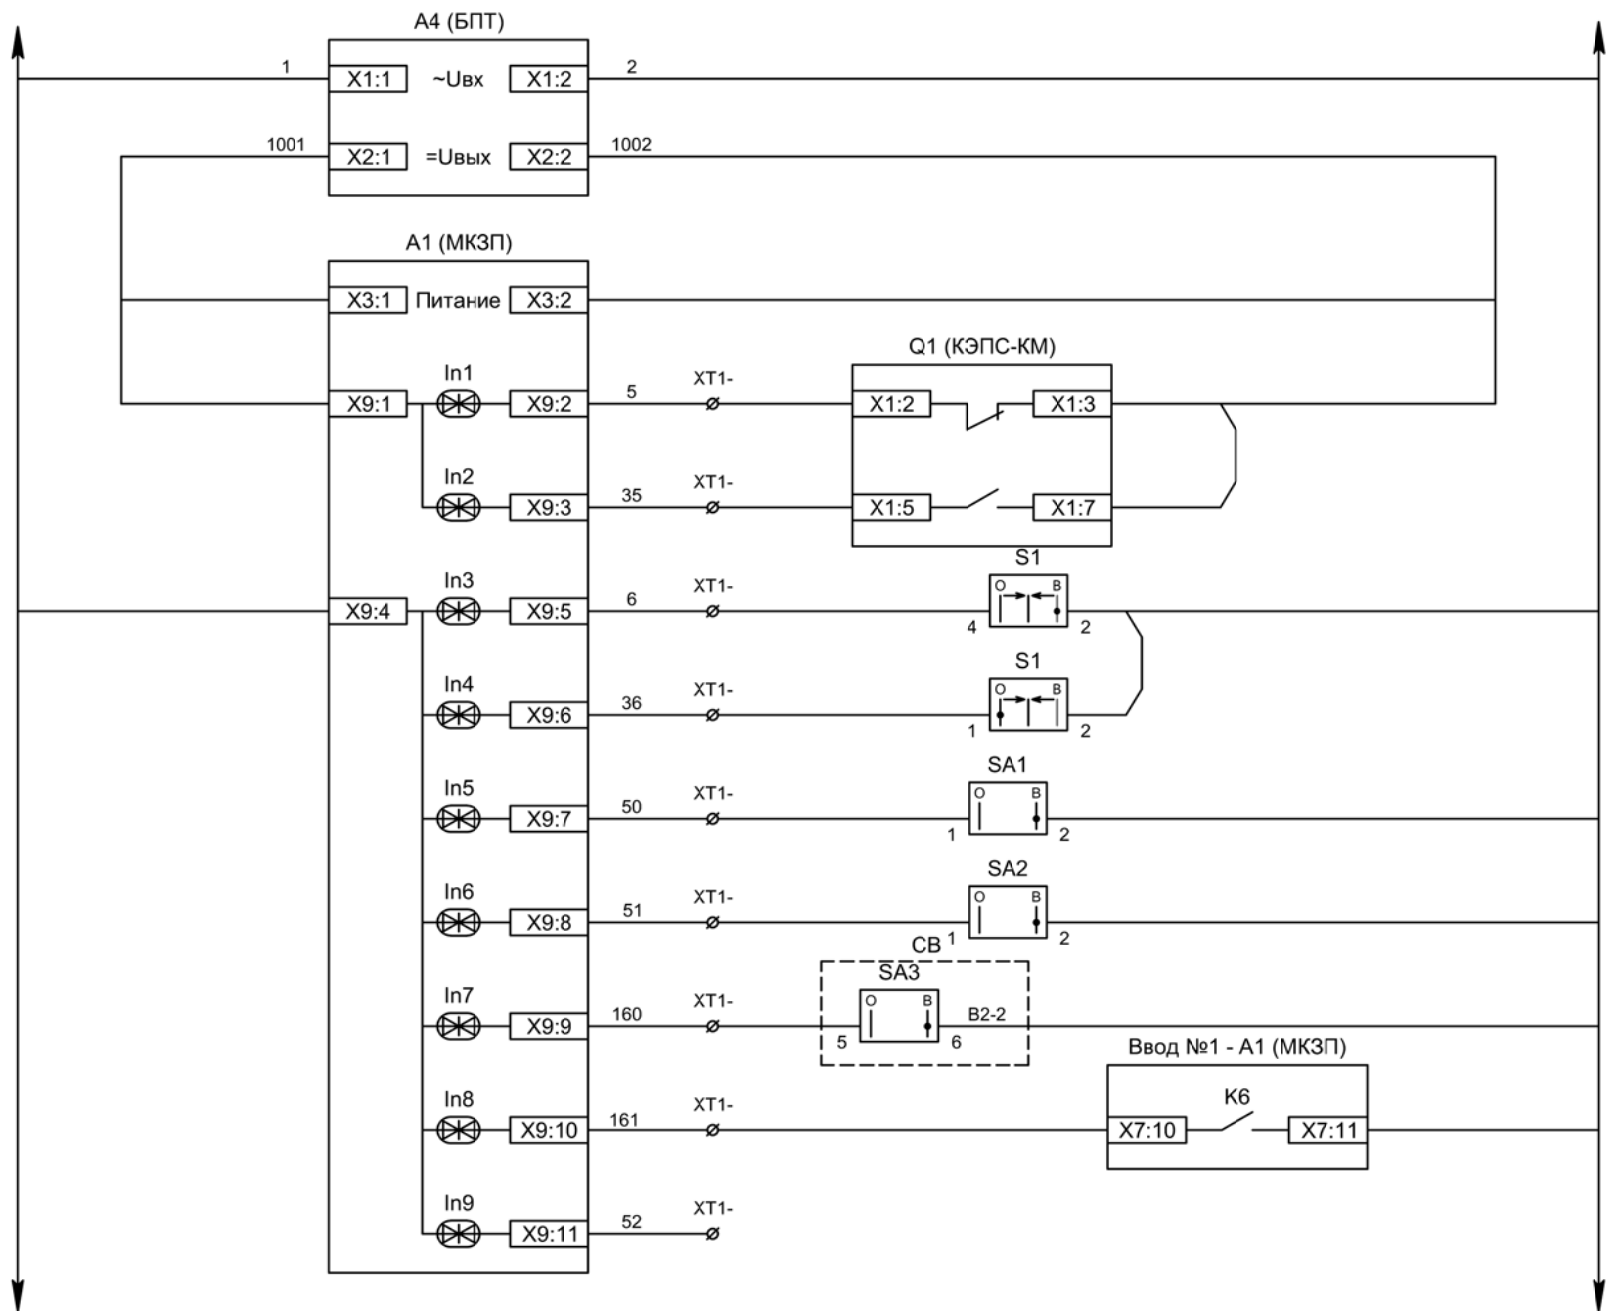 A4 (БПТ)
1 X1:1 ~Uвх X1:2 2
1001 X2:1 =Uвых X2:2 1002
A1 (МКЗП)
X3:1 Питание X3:2
Q1 (КЭПС-КМ)
In1 5 XT1-
X9:1 X9:2 X1:2 X1:3
In2 35 XT1-
X9:3 X1:5 X1:7
S1
In3 6 XT1- O В
X9:4 X9:5 4 2
S1
In4 36 XT1- O В
X9:6 1 2
SA1
In5 50 XT1- O В
X9:7 1 2
SA2
In6 51 XT1- O В
X9:8 1 2
СВ
SA3
In7 160 XT1- O В В2-2
X9:9 5 6
Ввод №1 - A1 (МКЗП)
In8 161 XT1- K6
X9:10 X7:10 X7:11
In9 52 XT1-
X9:11